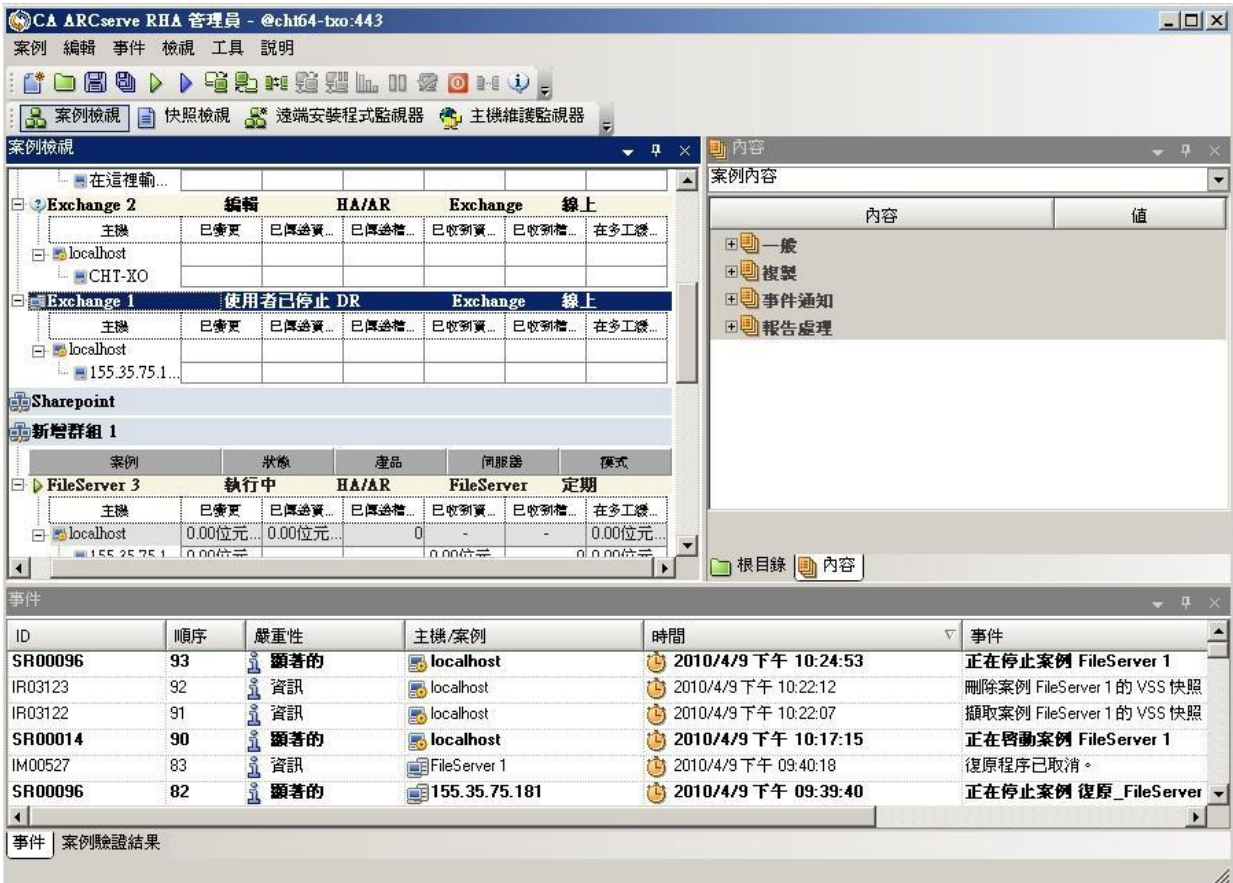 CA ARCserve RHA 管理員 - @cht64-txo:443
案例 編輯 事件 檢視 工具 說明
案例檢視 快照檢視 遠端安裝程式監視器 主機維護監視器
案例檢視
在這裡輸...
Exchange 2 編輯 HA/AR Exchange 線上
主機 已變更 已傳送資... 已傳送檔... 已收到資... 已收到檔... 在多工緩...
localhost
CHT-XO
Exchange 1 使用者已停止 DR Exchange 線上
主機 已變更 已傳送資... 已傳送檔... 已收到資... 已收到檔... 在多工緩...
localhost
155.35.75.1...
Sharepoint
新增群組 1
案例 狀態 產品 伺服器 模式
FileServer 3 執行中 HA/AR FileServer 定期
主機 已變更 已傳送資... 已傳送檔... 已收到資... 已收到檔... 在多工緩...
localhost 0.00位元... 0.00位元... 0 - - 0.00位元...
155.35.75.1 0.00位元 0.00位元 0 0.00位元
內容
案例內容
內容 值
一般
複製
事件通知
報告處理
根目錄 內容
事件
ID 順序 嚴重性 主機/案例 時間 事件
SR00096 93 顯著的 localhost 2010/4/9 下午 10:24:53 正在停止案例 FileServer 1
IR03123 92 資訊 localhost 2010/4/9 下午 10:22:12 刪除案例 FileServer 1 的 VSS 快照
IR03122 91 資訊 localhost 2010/4/9 下午 10:22:07 擷取案例 FileServer 1 的 VSS 快照
SR00014 90 顯著的 localhost 2010/4/9 下午 10:17:15 正在啓動案例 FileServer 1
IM00527 83 資訊 FileServer 1 2010/4/9 下午 09:40:18 復原程序已取消。
SR00096 82 顯著的 155.35.75.181 2010/4/9 下午 09:39:40 正在停止案例 復原_FileServer
事件 案例驗證結果